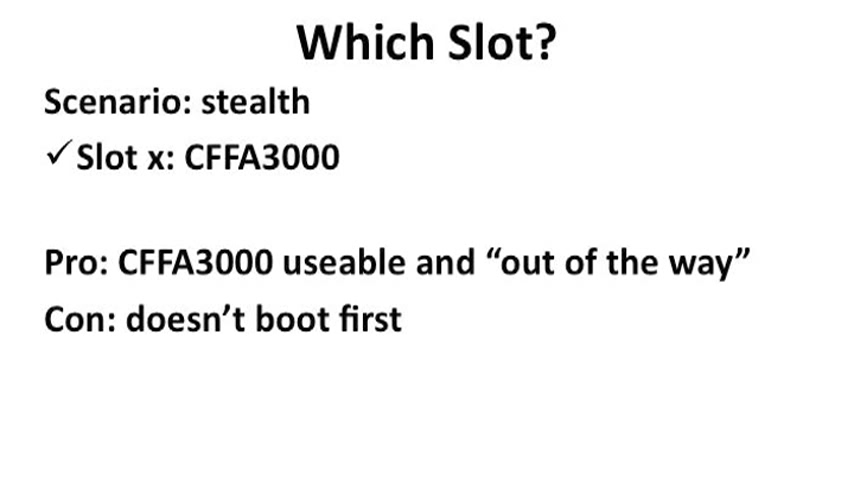 Which Slot?
Scenario: stealth
✓ Slot x: CFFA3000
Pro: CFFA3000 useable and “out of the way”
Con: doesn’t boot first